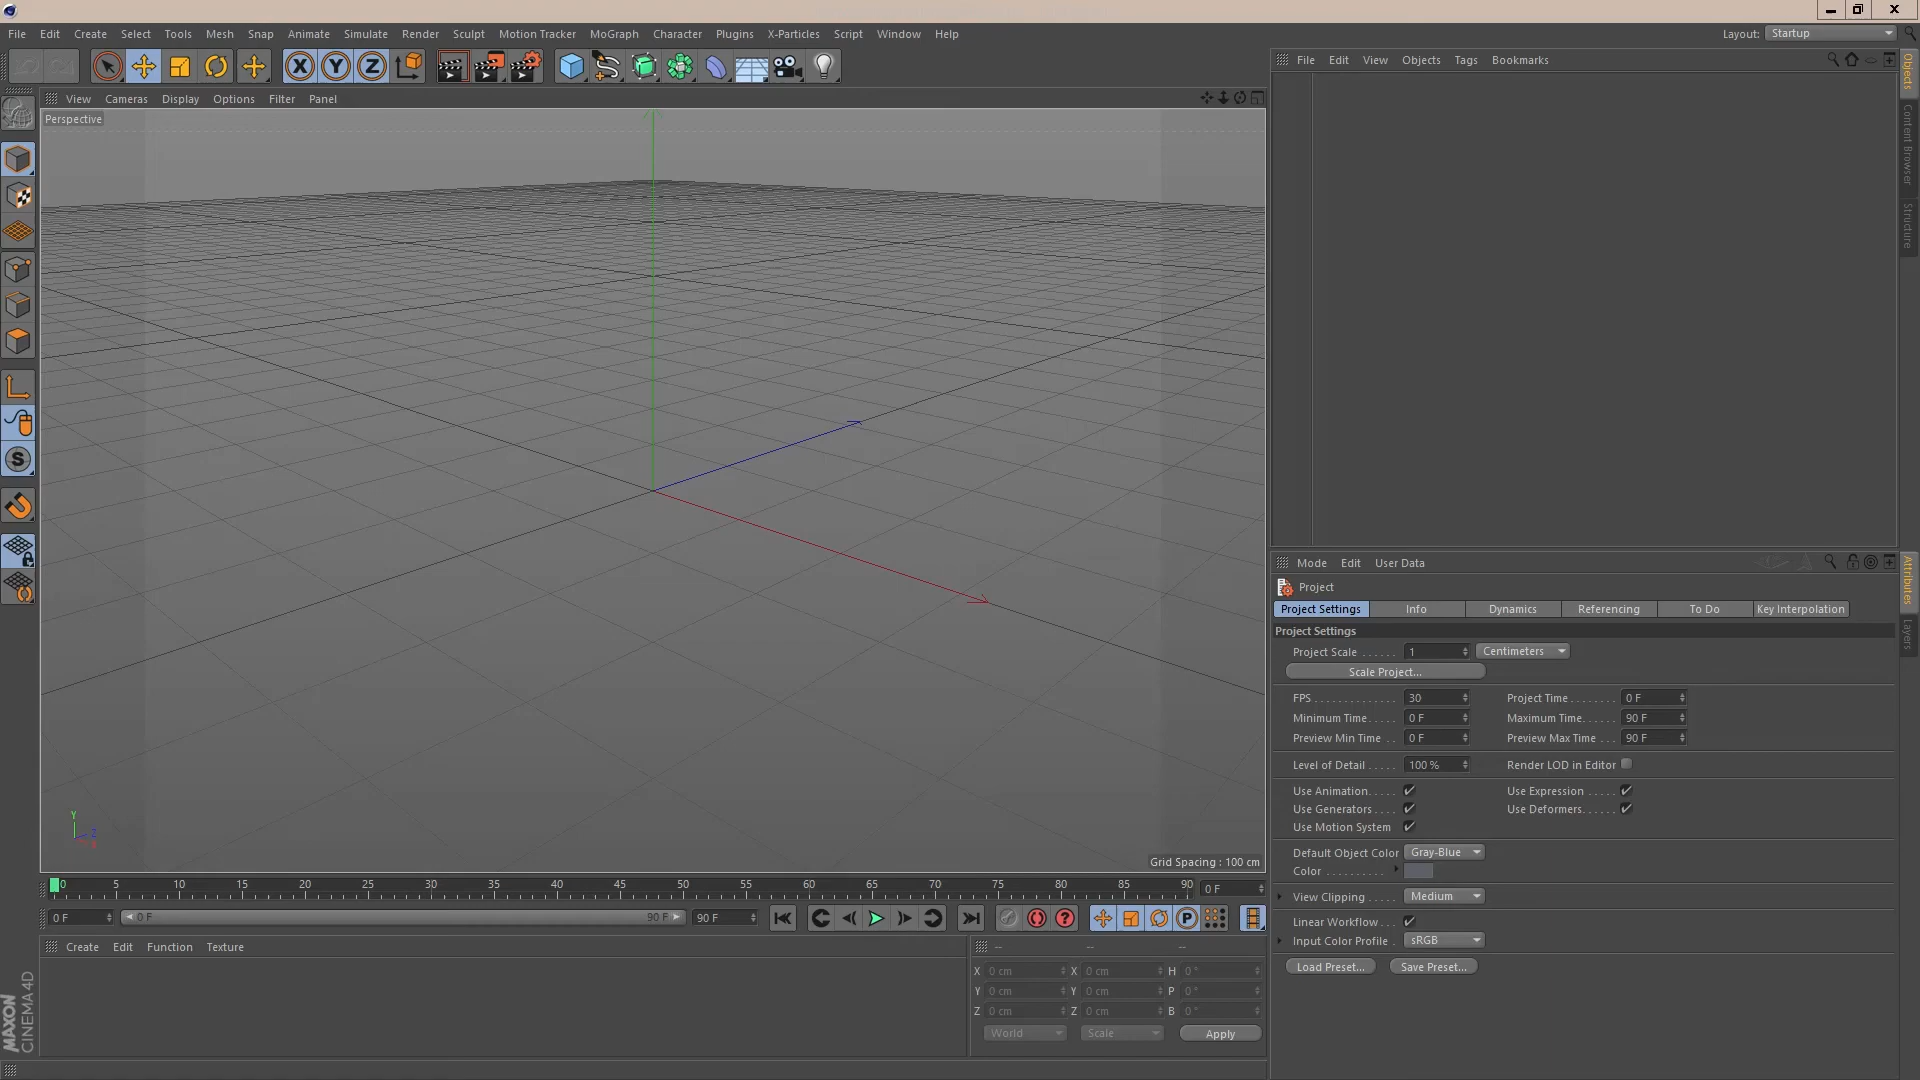 File Edit Create Select Tools Mesh Snap Animate Simulate Render Sculpt Motion Tracker MoGraph Character Plugins X-Particles Script Window Help Layout: Startup
X Y Z
File Edit View Objects Tags Bookmarks
Objects
Content Browser
Structure
View Cameras Display Options Filter Panel
Perspective
S
Y
Z
X
Grid Spacing : 100 cm
Mode Edit User Data
Attributes
Layers
Project
Project Settings Info Dynamics Referencing To Do Key Interpolation
Project Settings
Project Scale . . . . . . 1 Centimeters
Scale Project...
FPS . . . . . . . . . . . . . 30 Project Time . . . . . . . . 0 F
Minimum Time . . . . 0 F Maximum Time. . . . . . 90 F
Preview Min Time . . 0 F Preview Max Time . . . 90 F
Level of Detail . . . . . 100 % Render LOD in Editor
Use Animation. . . . . Use Expression . . . . .
Use Generators . . . . Use Deformers. . . . . .
Use Motion System
Default Object Color Gray-Blue
Color . . . . . . . . . .
View Clipping . . . . . Medium
Linear Workflow . . .
Input Color Profile . sRGB
Load Preset... Save Preset...
0 5 10 15 20 25 30 35 40 45 50 55 60 65 70 75 80 85 90 0 F
0 F 0 F 90 F 90 F ? P
Create Edit Function Texture
-- -- --
X 0 cm X 0 cm H 0 °
Y 0 cm Y 0 cm P 0 °
Z 0 cm Z 0 cm B 0 °
World Scale Apply
MAXON
CINEMA 4D